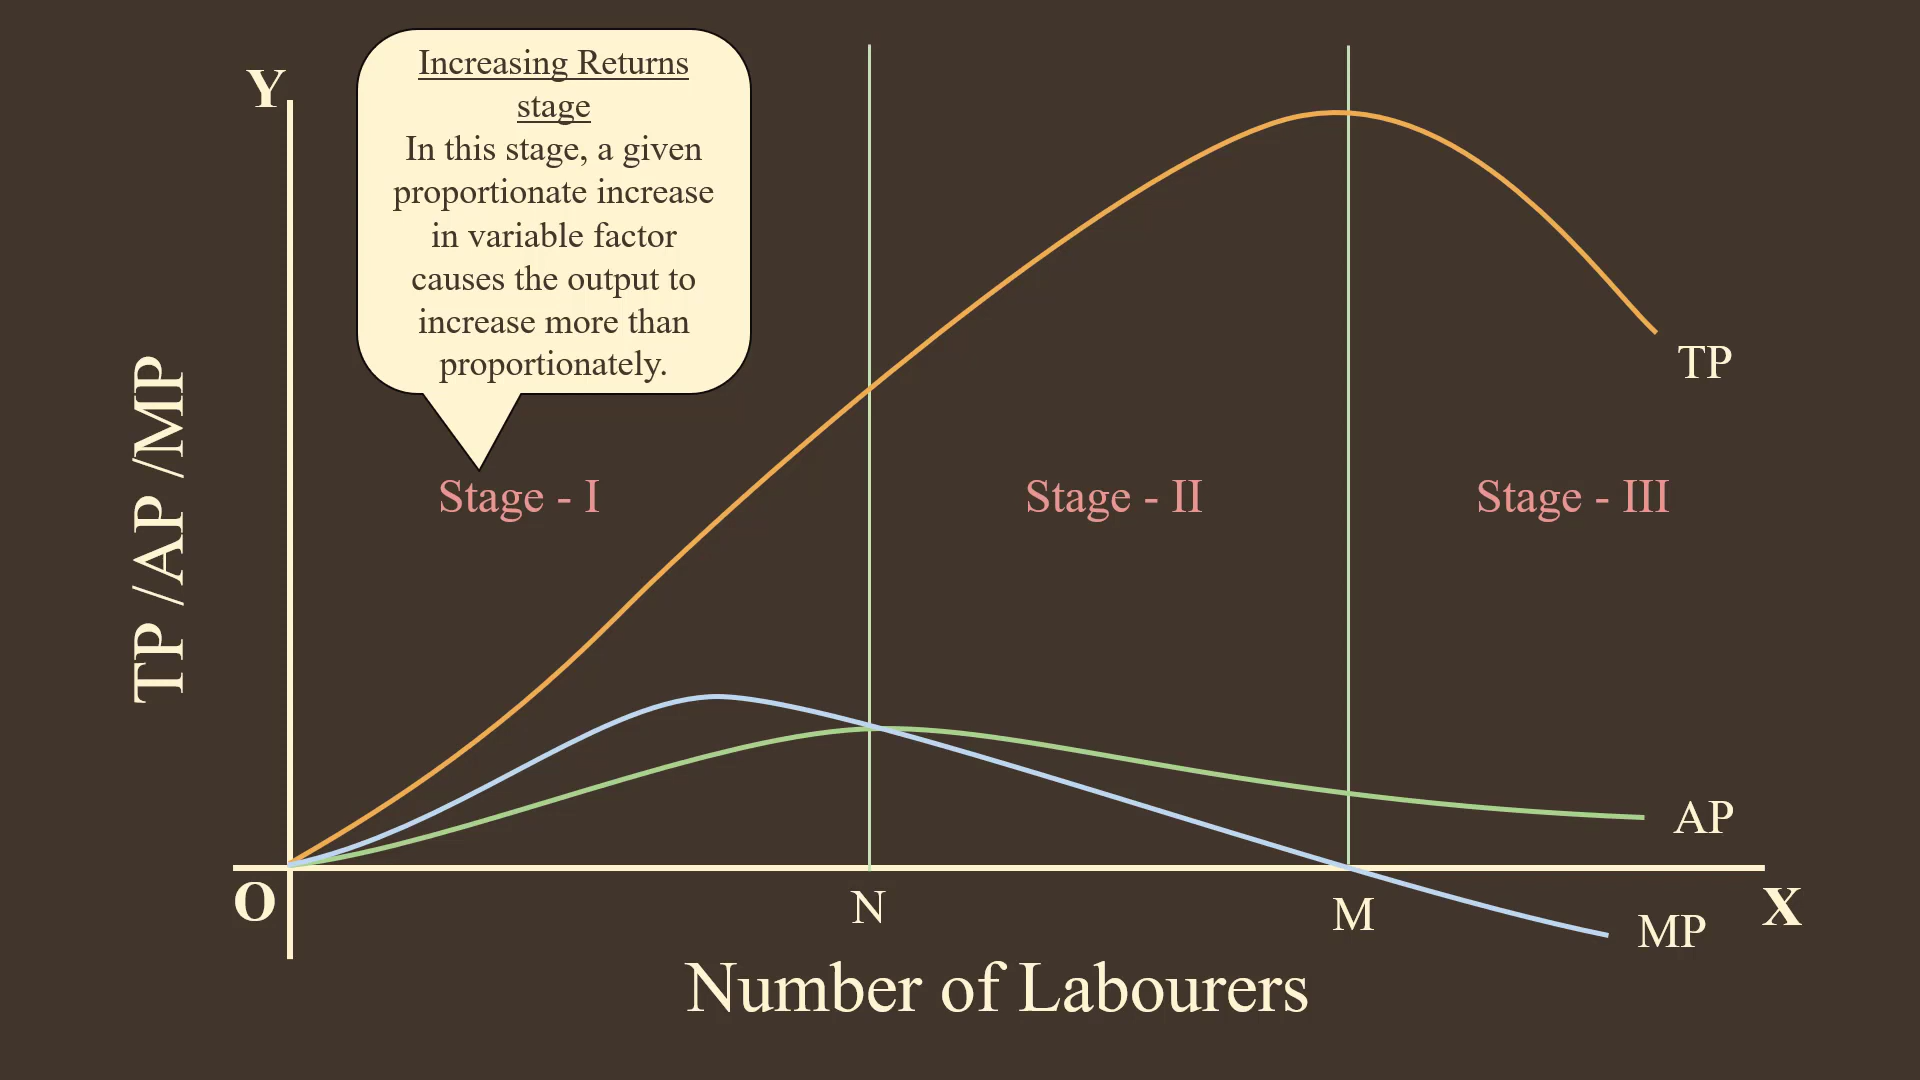 Y
Increasing Returns
stage
In this stage, a given
proportionate increase
in variable factor
causes the output to
increase more than
proportionately.
TP /AP /MP
Stage - I
Stage - II
Stage - III
TP
AP
MP
O
N
M
X
Number of Labourers